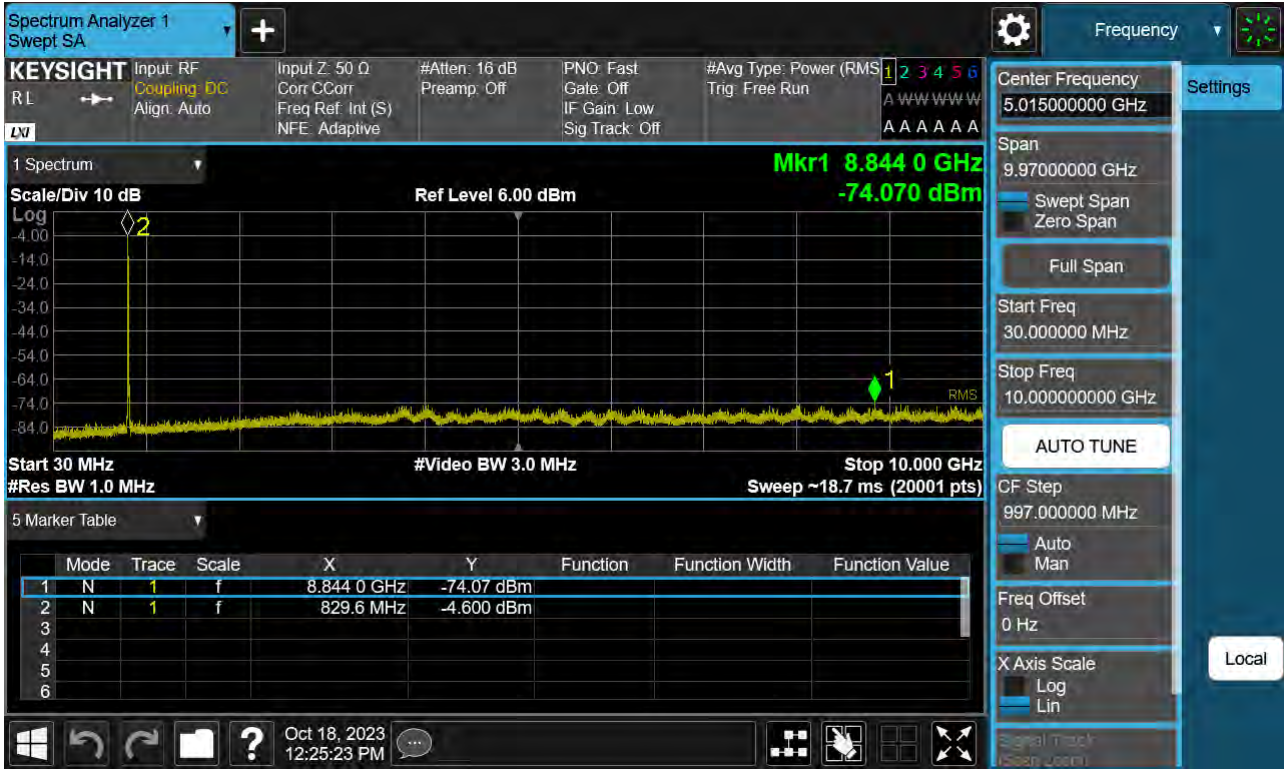 Spectrum Analyzer 1
Swept SA
Frequency
KEYSIGHT
RL
LXI
Input: RF
Coupling: DC
Align: Auto
Input Z: 50 Ω
Corr CCorr
Freq Ref: Int (S)
NFE: Adaptive
#Atten: 16 dB
Preamp: Off
PNO: Fast
Gate: Off
IF Gain: Low
Sig Track: Off
#Avg Type: Power (RMS
Trig: Free Run
1 2 3 4 5 6
A W W W W W
A A A A A A
1 Spectrum
Mkr1 8.844 0 GHz
-74.070 dBm
Scale/Div 10 dB
Ref Level 6.00 dBm
Log
-4.00
-14.0
-24.0
-34.0
-44.0
-54.0
-64.0
-74.0
-84.0
2
1
RMS
Start 30 MHz
#Video BW 3.0 MHz
Stop 10.000 GHz
#Res BW 1.0 MHz
Sweep ~18.7 ms (20001 pts)
5 Marker Table
Mode Trace Scale X Y Function Function Width Function Value
1 N 1 f 8.844 0 GHz -74.07 dBm
2 N 1 f 829.6 MHz -4.600 dBm
3
4
5
6
Oct 18, 2023
12:25:23 PM
?
Center Frequency
5.015000000 GHz
Settings
Span
9.97000000 GHz
Swept Span
Zero Span
Full Span
Start Freq
30.000000 MHz
Stop Freq
10.000000000 GHz
AUTO TUNE
CF Step
997.000000 MHz
Auto
Man
Freq Offset
0 Hz
X Axis Scale
Log
Lin
Signal Track
(Span Zoom)
Local